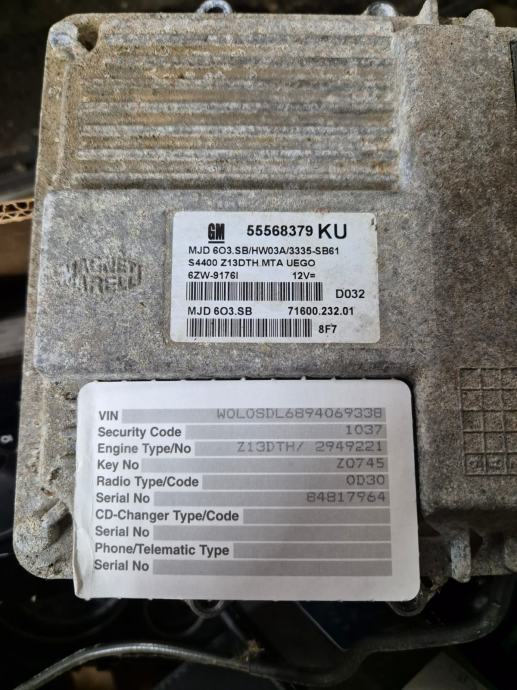 GM 55568379 KU
MJD 6O3.SB/HW03A/3335-SB61
S4400 Z13DTH MTA UEGO
6ZW-9176I 12V=
D032
MJD 6O3.SB 71600.232.01
8F7
MAGNETI
MARELLI
VIN W0L0SDL6894069338
Security Code 1037
Engine Type/No Z13DTH/ 2949221
Key No Z0745
Radio Type/Code 0D30
Serial No 84817964
CD-Changer Type/Code
Serial No
Phone/Telematic Type
Serial No